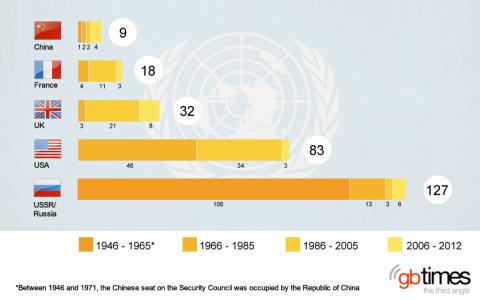 China
9
1 2 2 4
France
18
4 11 3
UK
32
3 21 8
USA
83
46 34 3
USSR/
Russia
127
106 13 3 6
1946 - 1965* 1966 - 1985 1986 - 2005 2006 - 2012
*Between 1946 and 1971, the Chinese seat on the Security Council was occupied by the Republic of China
gbtimes
the third angle